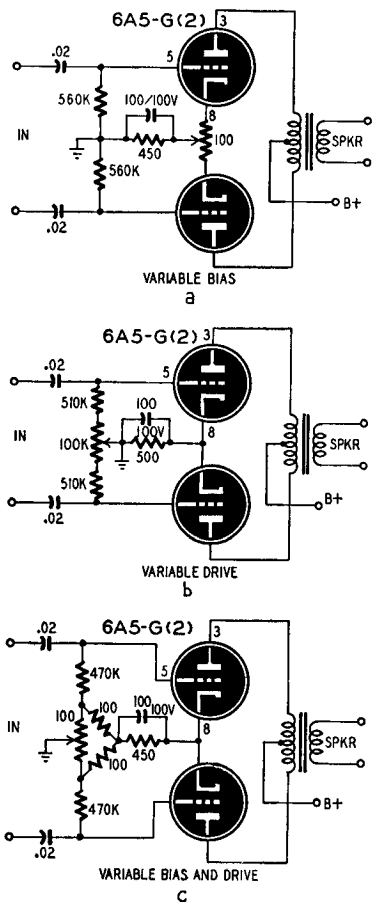 6A5-G(2) 3
.02
5
560K
100/100V
8
IN
100
450
SPKR
560K
.02
B+
VARIABLE BIAS
a
6A5-G(2) 3
.02
5
510K
100
8
IN
100K
100V
500
SPKR
510K
B+
.02
VARIABLE DRIVE
b
6A5-G(2) 3
.02
5
470K
100
100
100V
8
IN
100
450
SPKR
100
470K
B+
.02
VARIABLE BIAS AND DRIVE
c